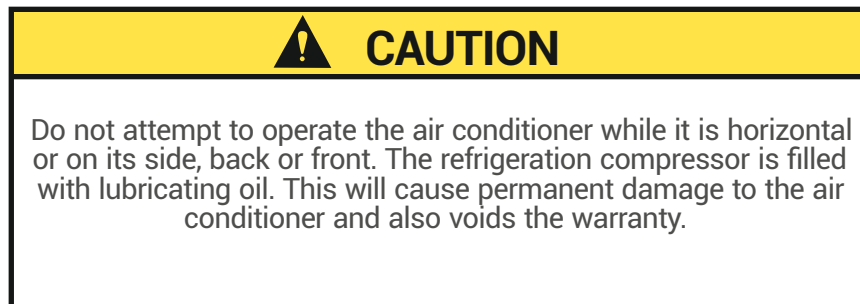 CAUTION
Do not attempt to operate the air conditioner while it is horizontal
or on its side, back or front. The refrigeration compressor is filled
with lubricating oil. This will cause permanent damage to the air
conditioner and also voids the warranty.